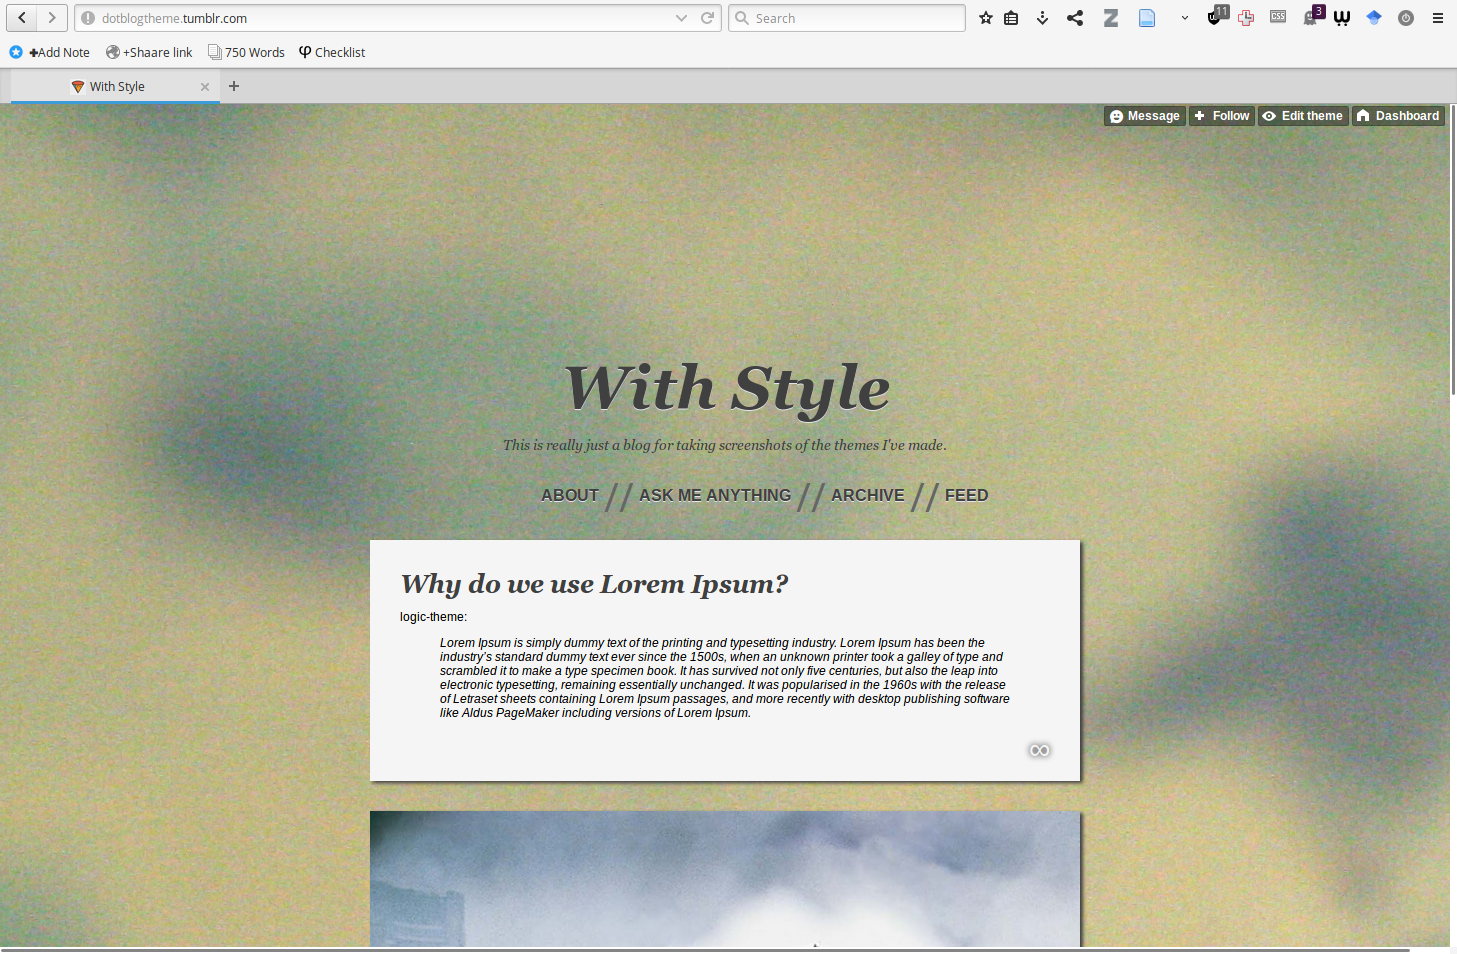 dotblogtheme.tumblr.com
Search
11
CSS
3
+Add Note
+Shaare link
750 Words
Checklist
With Style
Message
Follow
Edit theme
Dashboard
With Style
This is really just a blog for taking screenshots of the themes I've made.
ABOUT // ASK ME ANYTHING // ARCHIVE // FEED
Why do we use Lorem Ipsum?
logic-theme:
Lorem Ipsum is simply dummy text of the printing and typesetting industry. Lorem Ipsum has been the
industry's standard dummy text ever since the 1500s, when an unknown printer took a galley of type and
scrambled it to make a type specimen book. It has survived not only five centuries, but also the leap into
electronic typesetting, remaining essentially unchanged. It was popularised in the 1960s with the release
of Letraset sheets containing Lorem Ipsum passages, and more recently with desktop publishing software
like Aldus PageMaker including versions of Lorem Ipsum.